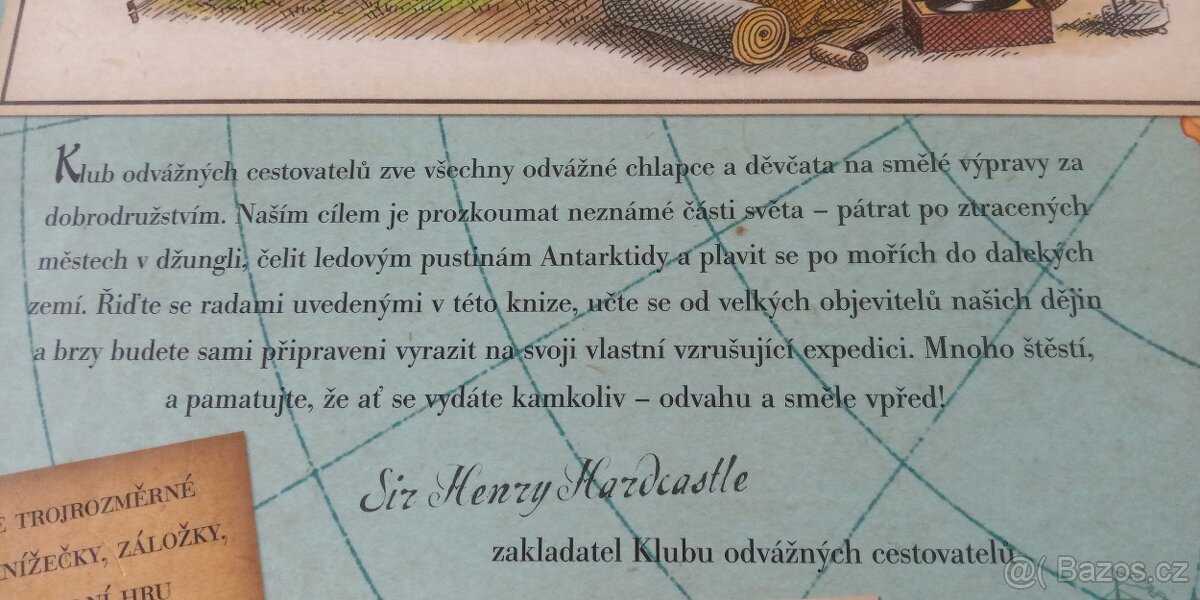 Klub odvážných cestovatelů zve všechny odvážné chlapce a děvčata na smělé výpravy za
dobrodružstvím. Naším cílem je prozkoumat neznámé části světa – pátrat po ztracených
městech v džungli, čelit ledovým pustinám Antarktidy a plavit se po mořích do dalekých
zemí. Řiďte se radami uvedenými v této knize, učte se od velkých objevitelů našich dějin
a brzy budete sami připraveni vyrazit na svoji vlastní vzrušující expedici. Mnoho štěstí,
a pamatujte, že ať se vydáte kamkoliv – odvahu a směle vpřed!
Sir Henry Hardcastle
zakladatel Klubu odvážných cestovatelů
E TROJROZMĚRNÉ
NÍŽEČKY, ZÁLOŽKY,
NÍ HRU
@( Bazos.cz